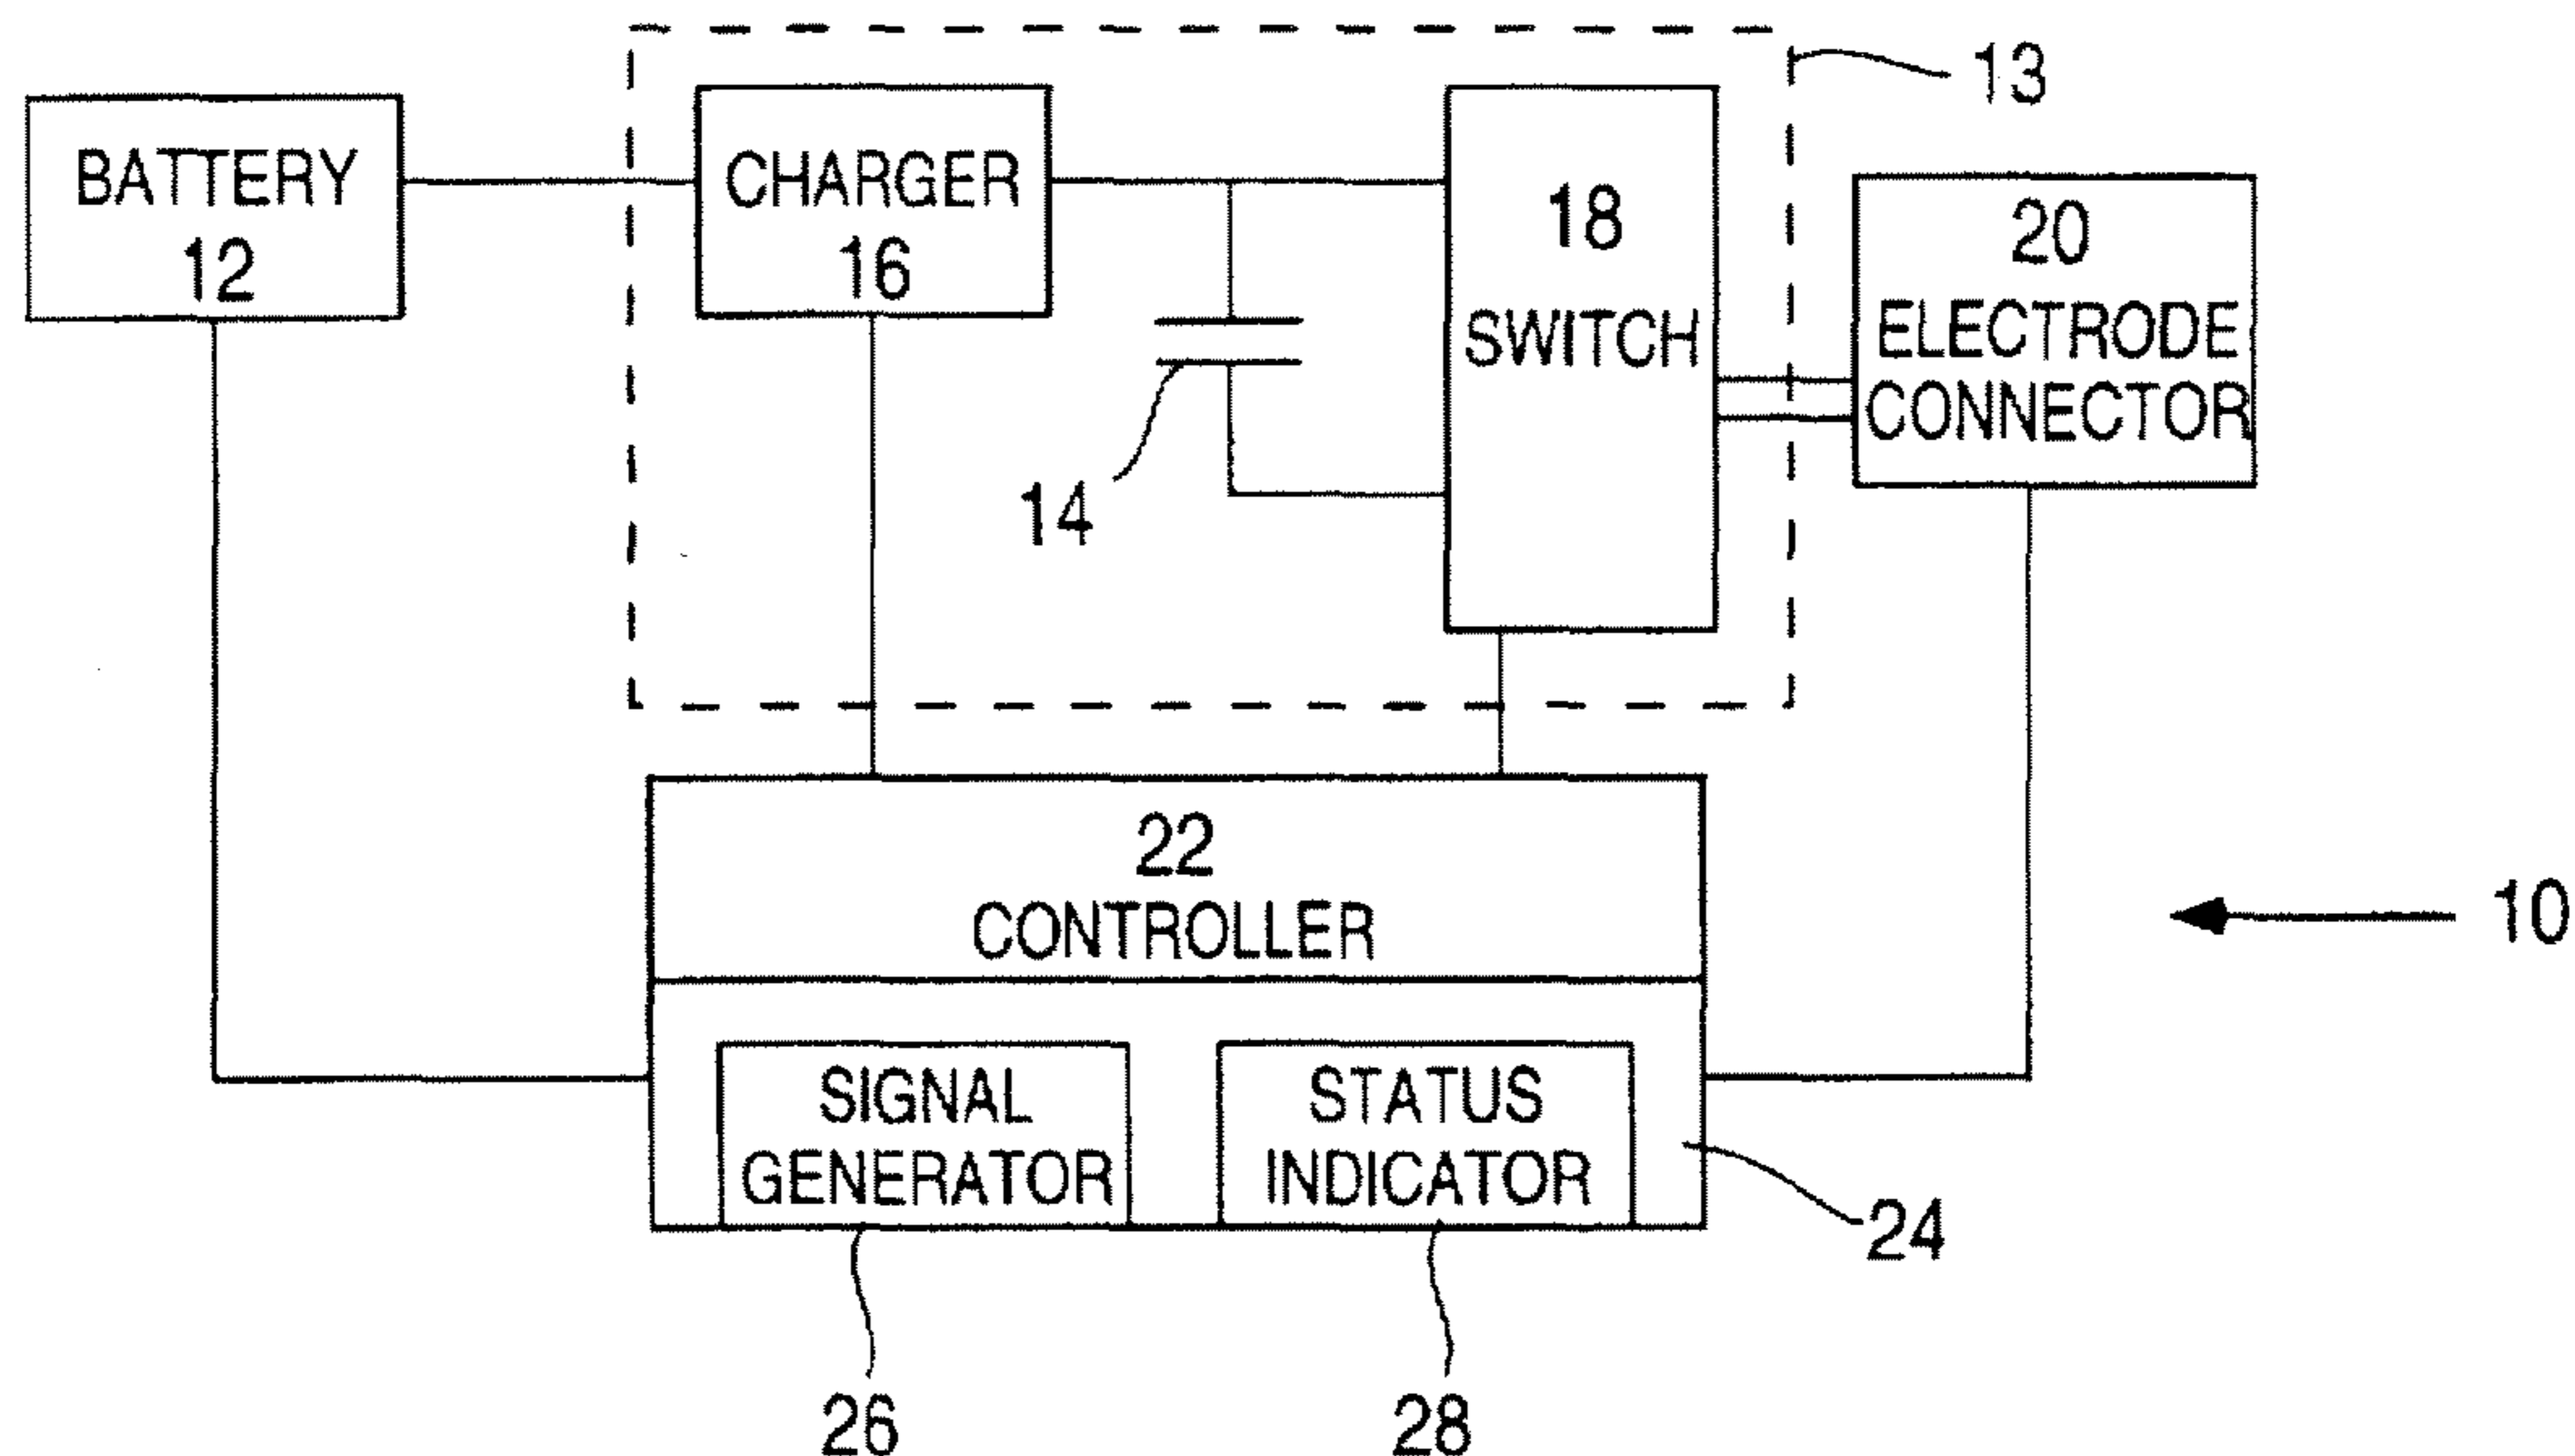 13
BATTERY
12
CHARGER
16
18
SWITCH
20
ELECTRODE
CONNECTOR
14
22
CONTROLLER
10
SIGNAL
GENERATOR
STATUS
INDICATOR
24
26
28